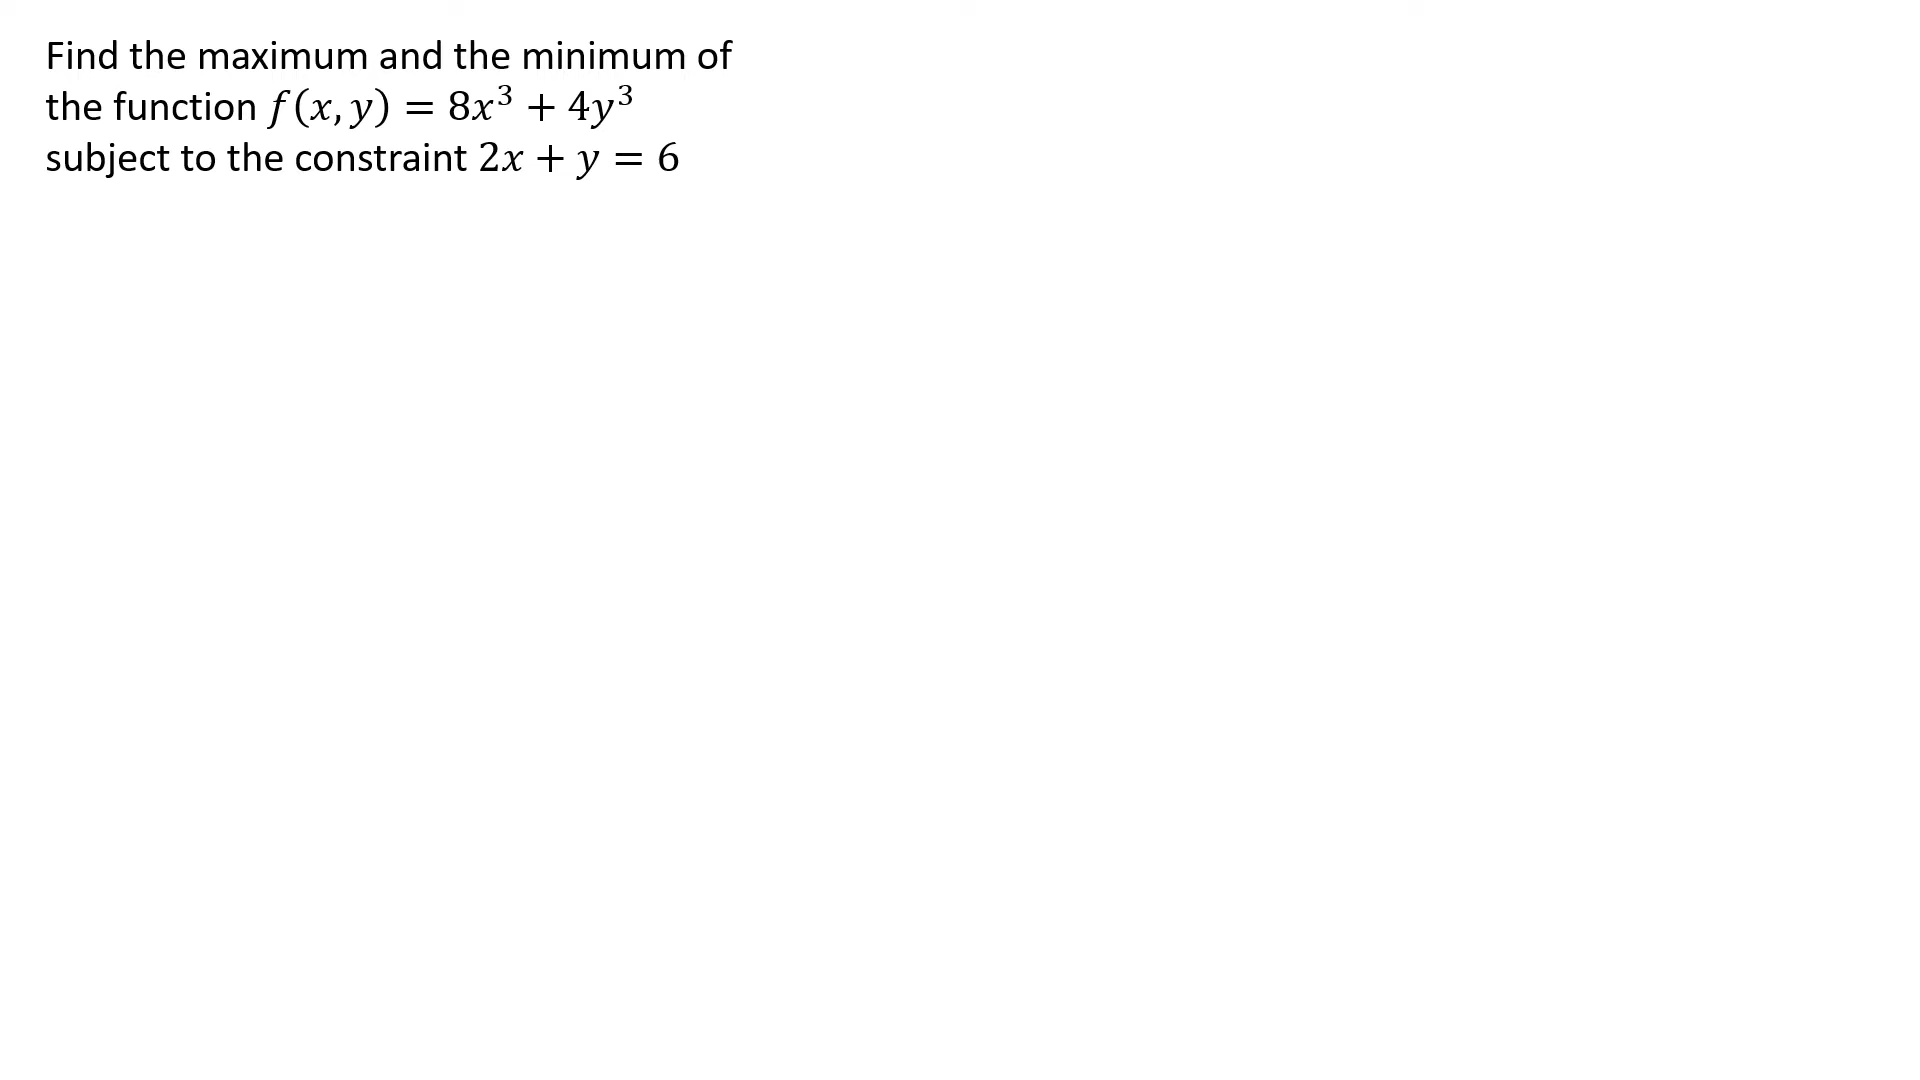 Find the maximum and the minimum of
the function f(x, y) = 8x³ + 4y³
subject to the constraint 2x + y = 6